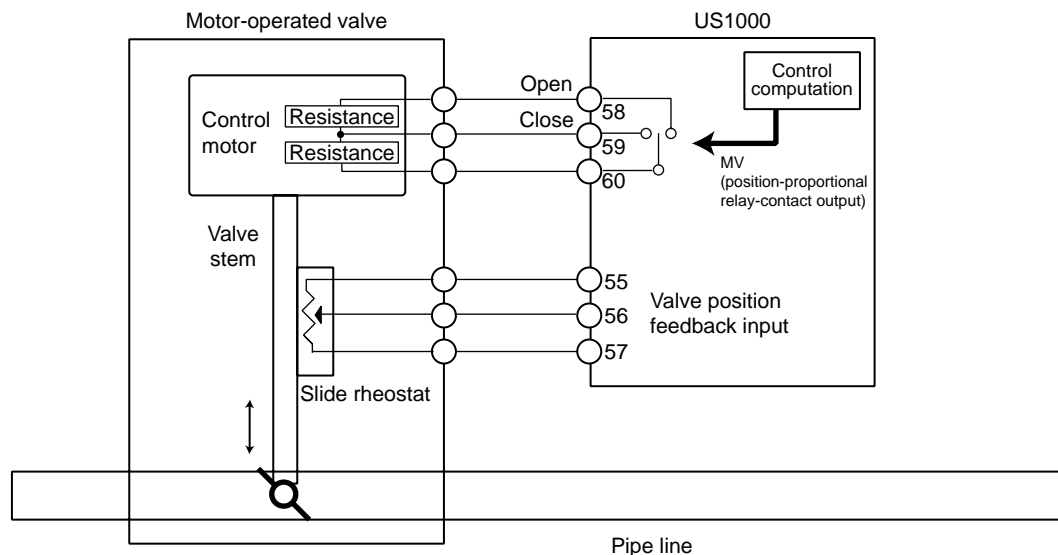 Motor-operated valve
US1000
Control
computation
Open
58
Resistance
Control
motor
Close
59
Resistance
MV
(position-proportional
relay-contact output)
60
Valve
stem
55
Valve position
feedback input
56
57
Slide rheostat
Pipe line